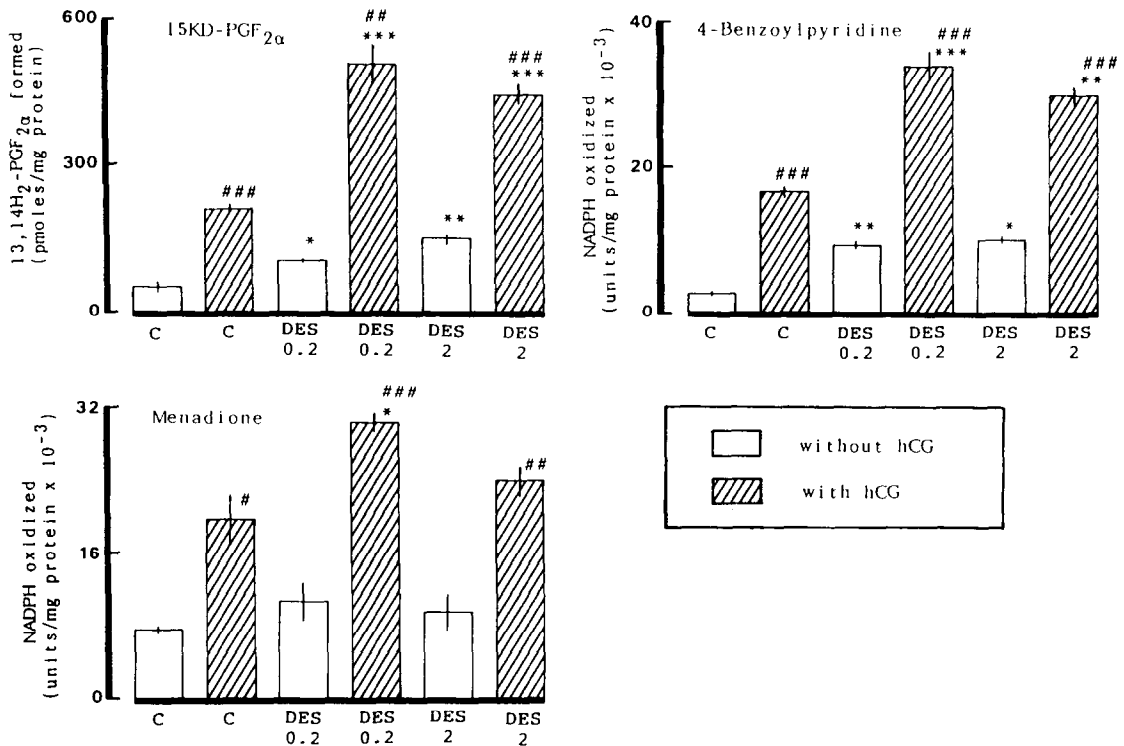 15KD-PGF2α
13,14H2-PGF2α formed
(pmoles/mg protein)
600
300
0
###
*
##
***
**
###
***
C
C
DES
0.2
DES
0.2
DES
2
DES
2
4-Benzoylpyridine
NADPH oxidized
(units/mg protein x 10-3)
40
20
0
###
**
###
***
*
###
**
C
C
DES
0.2
DES
0.2
DES
2
DES
2
Menadione
NADPH oxidized
(units/mg protein x 10-3)
32
16
0
#
###
*
##
C
C
DES
0.2
DES
0.2
DES
2
DES
2
without hCG
with hCG